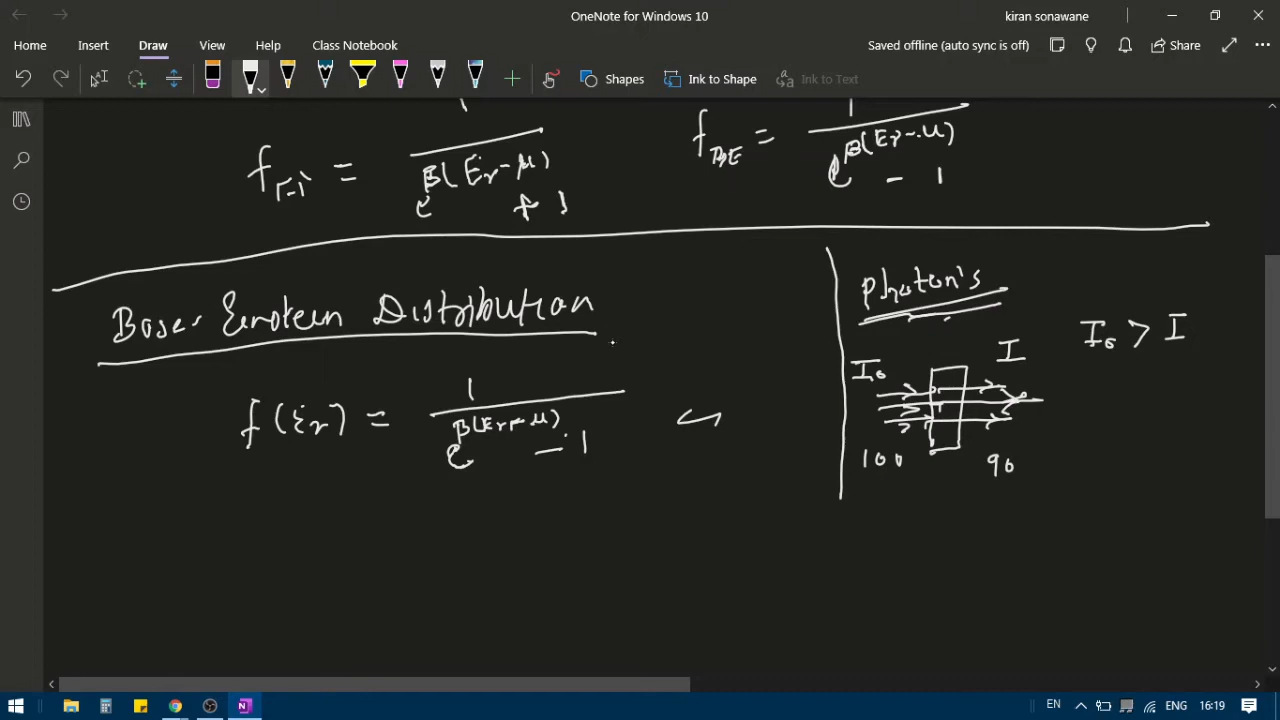 OneNote for Windows 10
kiran sonawane
Home Insert Draw View Help Class Notebook
Saved offline (auto sync is off)
Share
Shapes
Ink to Shape
Ink to Text
f =
1
e^β(Er-μ) + 1
f_BE =
1
e^β(Er-μ) - 1
Bose-Einstein Distribution
f(εr) =
1
e^β(Er-μ) - 1
photon's
I₀
I
I₀ > I
100
90
EN
ENG
16:19